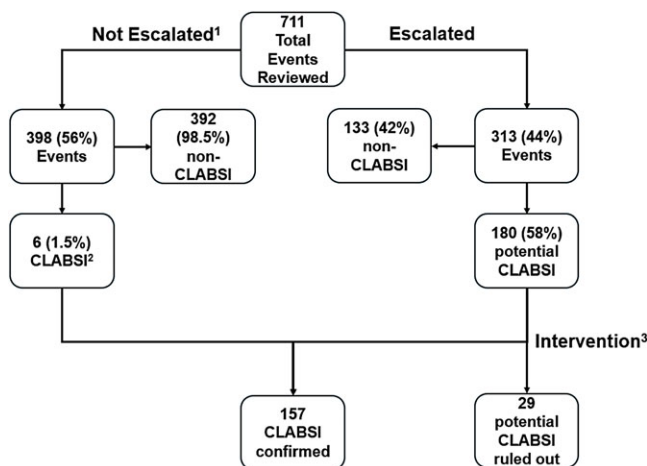 711
Total
Events
Reviewed
Not Escalated¹
Escalated
398 (56%)
Events
392
(98.5%)
non-
CLABSI
133 (42%)
non-
CLABSI
313 (44%)
Events
6 (1.5%)
CLABSI²
180 (58%)
potential
CLABSI
Intervention³
157
CLABSI
confirmed
29
potential
CLABSI
ruled out